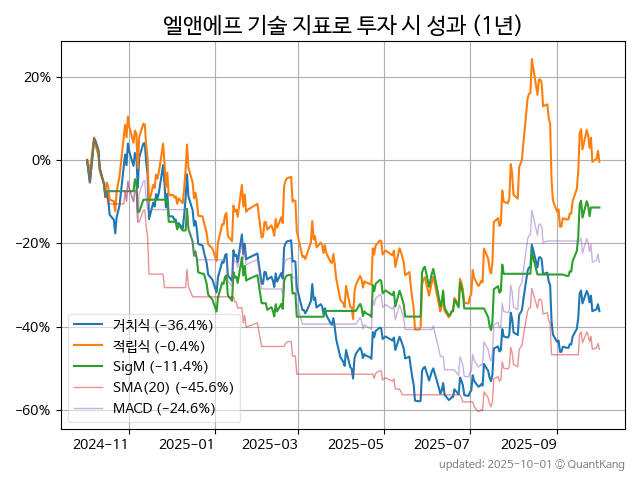 엘앤에프 기술 지표로 투자 시 성과 (1년)
20%
0%
−20%
−40%
−60%
거치식 (−36.4%)
적립식 (−0.4%)
SigM (−11.4%)
SMA(20) (−45.6%)
MACD (−24.6%)
2024-11 2025-01 2025-03 2025-05 2025-07 2025-09
updated: 2025-10-01 © QuantKang